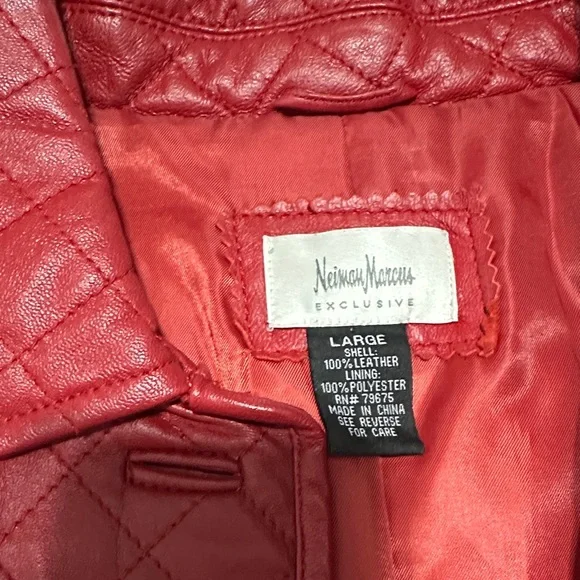 Neiman Marcus
EXCLUSIVE
LARGE
SHELL:
100% LEATHER
LINING:
100% POLYESTER
RN# 79675
MADE IN CHINA
SEE REVERSE
FOR CARE